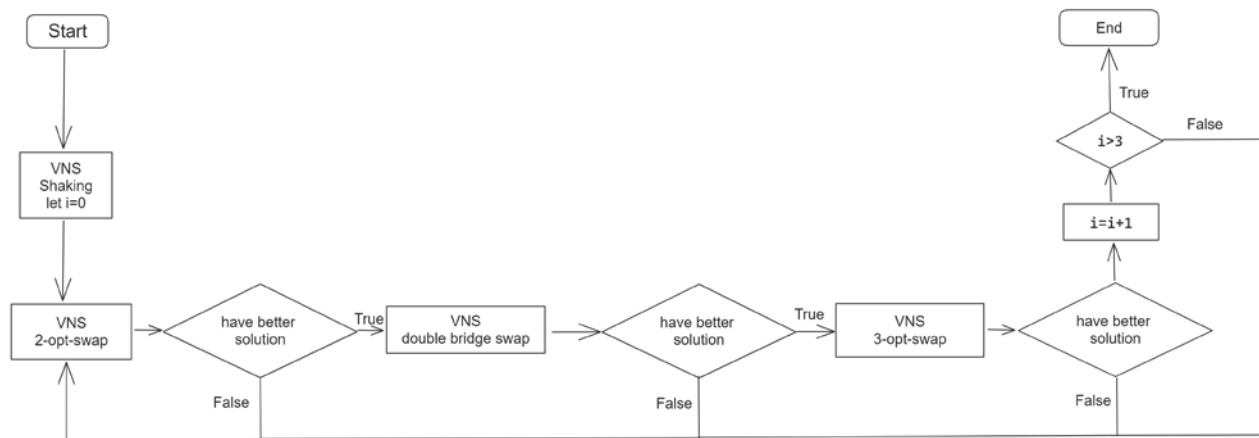 Start
End
True
False
i>3
VNS
Shaking
let i=0
i=i+1
VNS
2-opt-swap
have better
solution
True
VNS
double bridge swap
have better
solution
True
VNS
3-opt-swap
have better
solution
False
False
False